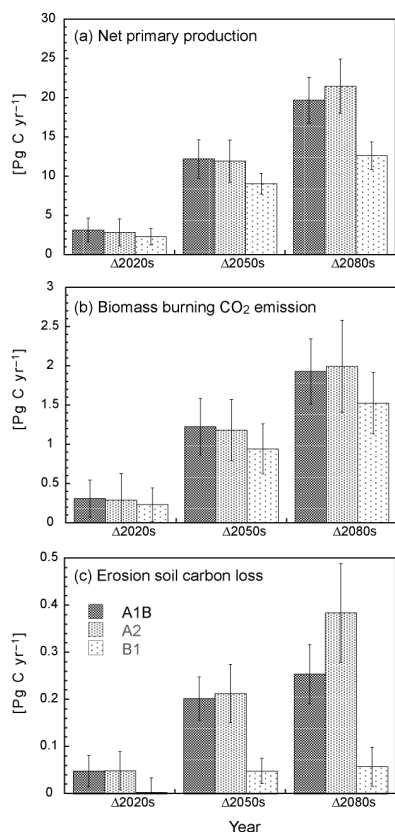 (a) Net primary production
[Pg C yr⁻¹]
30
25
20
15
10
5
0
Δ2020s Δ2050s Δ2080s
(b) Biomass burning CO₂ emission
[Pg C yr⁻¹]
2
1.5
1
0.5
0
Δ2020s Δ2050s Δ2080s
(c) Erosion soil carbon loss
[Pg C yr⁻¹]
0.5
0.4
0.3
0.2
0.1
0
A1B
A2
B1
Δ2020s Δ2050s Δ2080s
Year